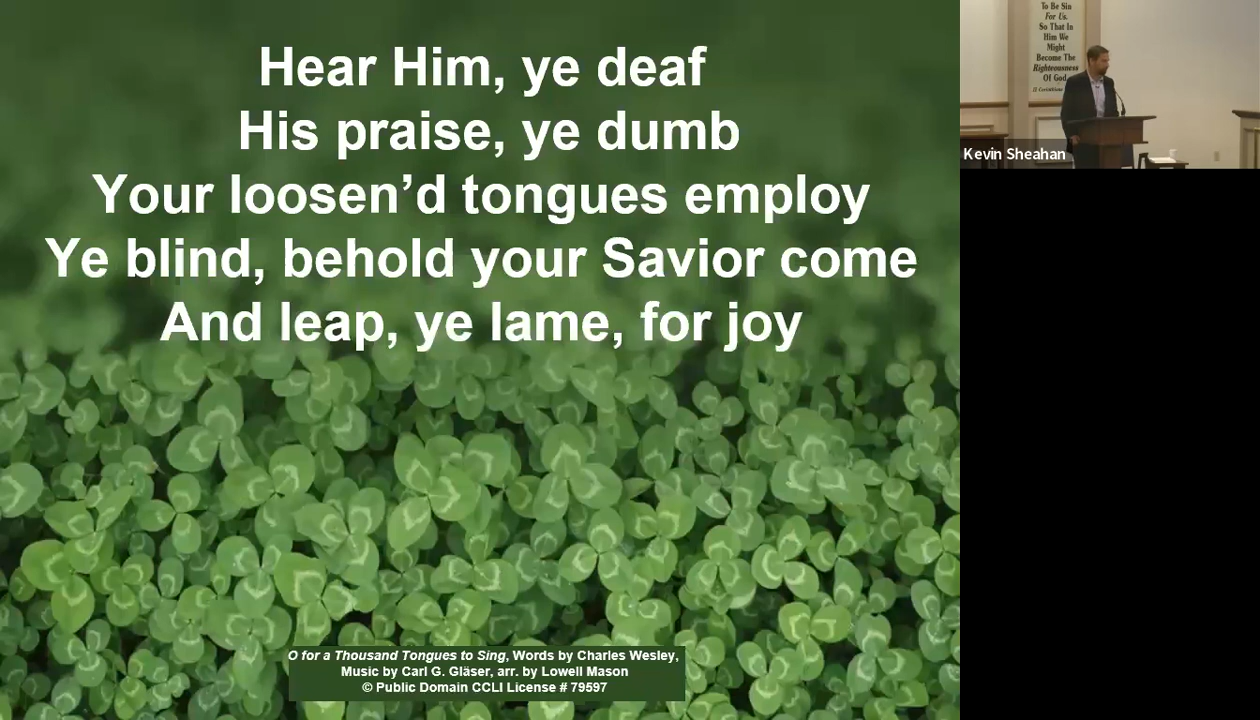 Hear Him, ye deaf
His praise, ye dumb
Your loosen’d tongues employ
Ye blind, behold your Savior come
And leap, ye lame, for joy
O for a Thousand Tongues to Sing, Words by Charles Wesley,
Music by Carl G. Gläser, arr. by Lowell Mason
© Public Domain CCLI License # 79597
To Be Sin
For Us,
So That In
Him We
Might
Become The
Righteousness
Of God
II Corinthians
Kevin Sheahan